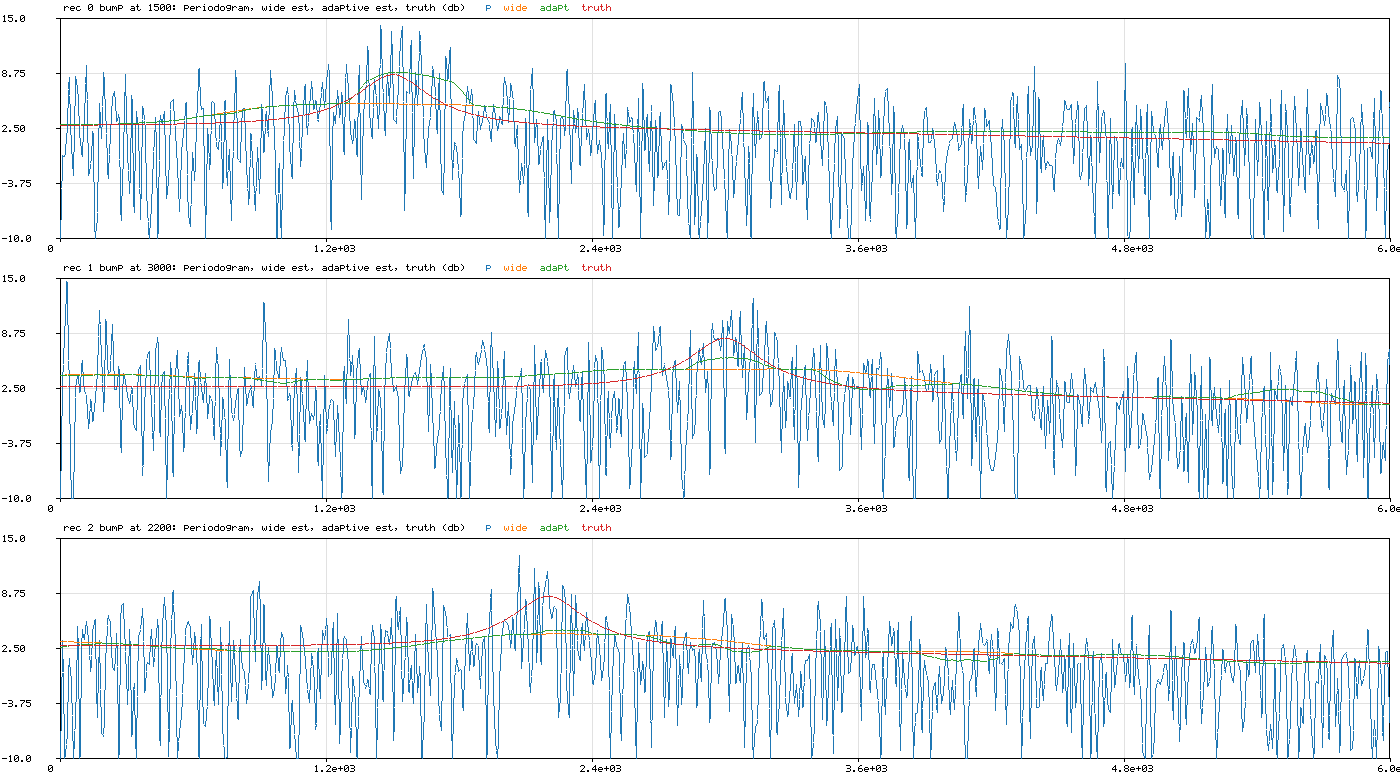 rec 0 bumP at 1500: Periodogram, wide est, adaPtive est, truth (db) P wide adaPt truth
15.0
8.75
2.50
-3.75
-10.0
0 1.2e+03 2.4e+03 3.6e+03 4.8e+03 6.0e
rec 1 bumP at 3000: Periodogram, wide est, adaPtive est, truth (db) P wide adaPt truth
15.0
8.75
2.50
-3.75
-10.0
0 1.2e+03 2.4e+03 3.6e+03 4.8e+03 6.0e
rec 2 bumP at 2200: Periodogram, wide est, adaPtive est, truth (db) P wide adaPt truth
15.0
8.75
2.50
-3.75
-10.0
0 1.2e+03 2.4e+03 3.6e+03 4.8e+03 6.0e